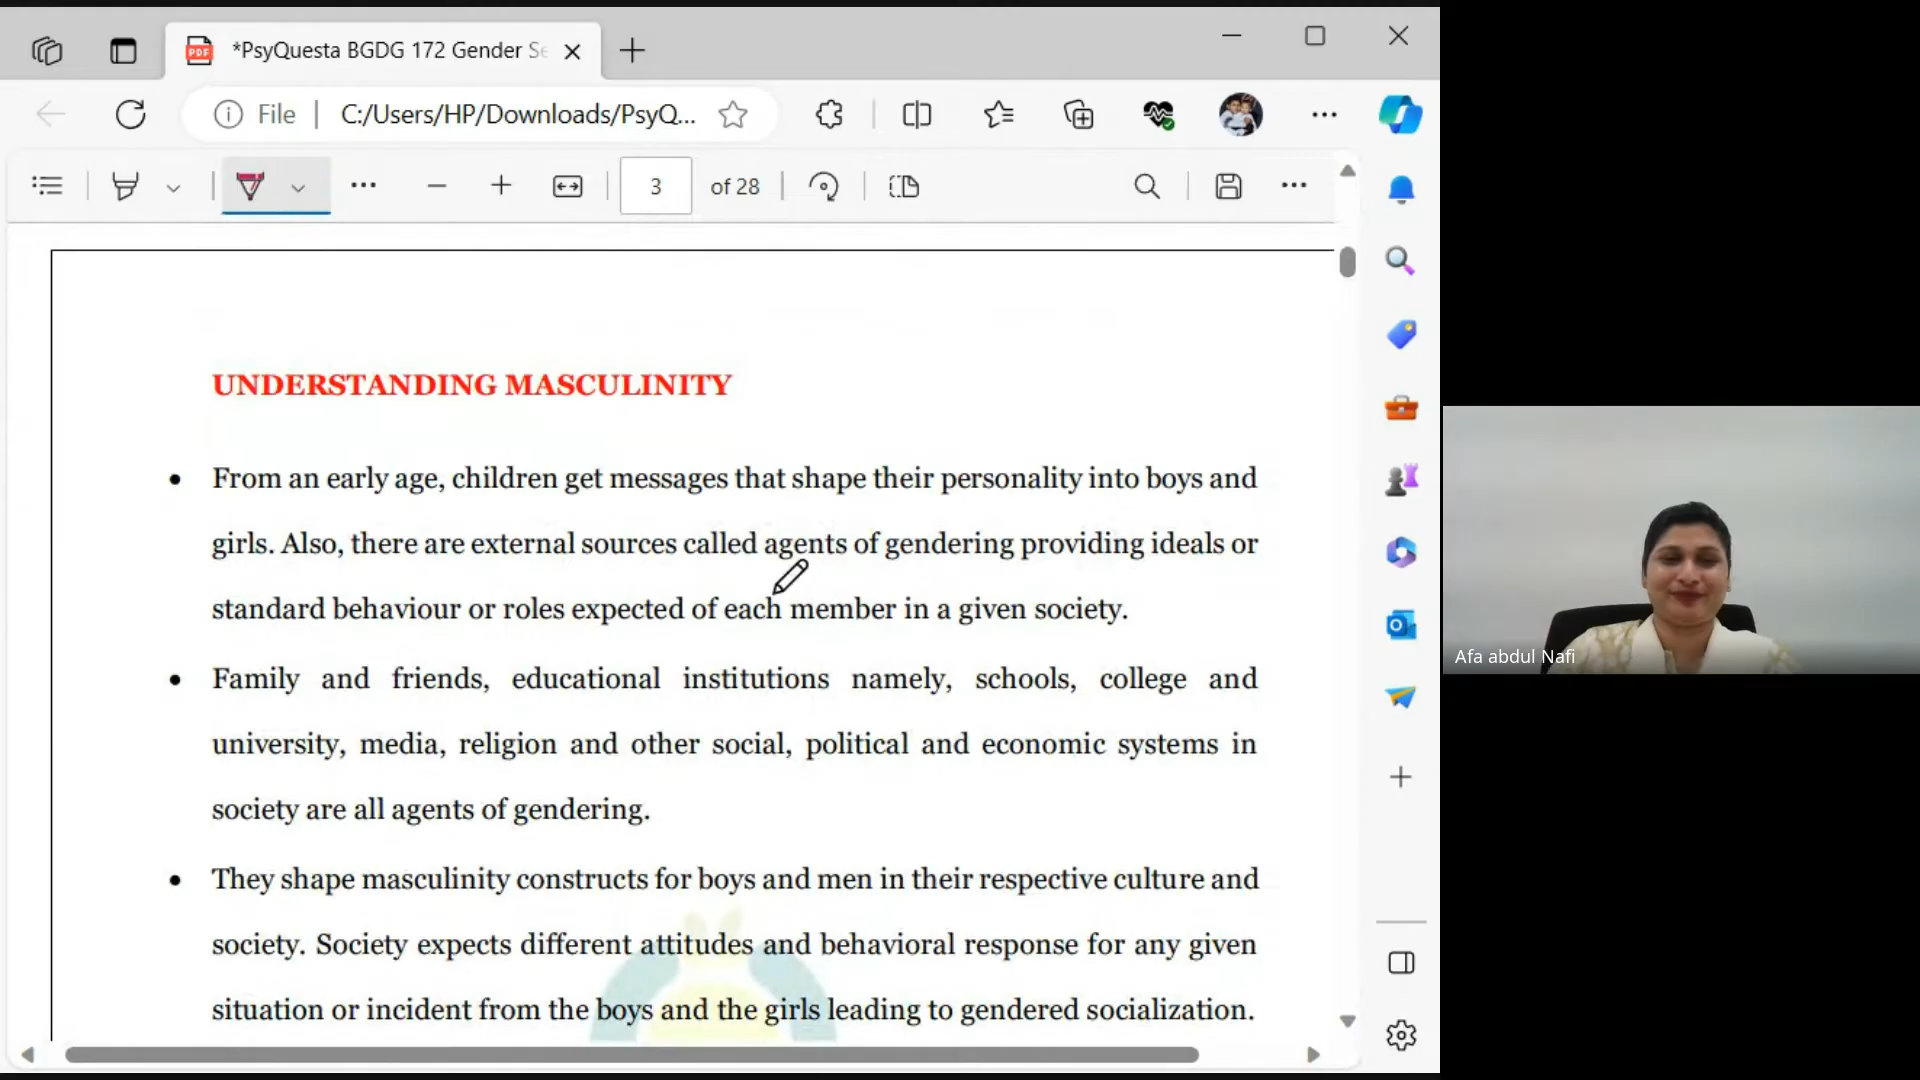 *PsyQuesta BGDG 172 Gender Se
File
C:/Users/HP/Downloads/PsyQ...
3 of 28
UNDERSTANDING MASCULINITY
• From an early age, children get messages that shape their personality into boys and
girls. Also, there are external sources called agents of gendering providing ideals or
standard behaviour or roles expected of each member in a given society.
• Family and friends, educational institutions namely, schools, college and
university, media, religion and other social, political and economic systems in
society are all agents of gendering.
• They shape masculinity constructs for boys and men in their respective culture and
society. Society expects different attitudes and behavioral response for any given
situation or incident from the boys and the girls leading to gendered socialization.
Afa abdul Nafi